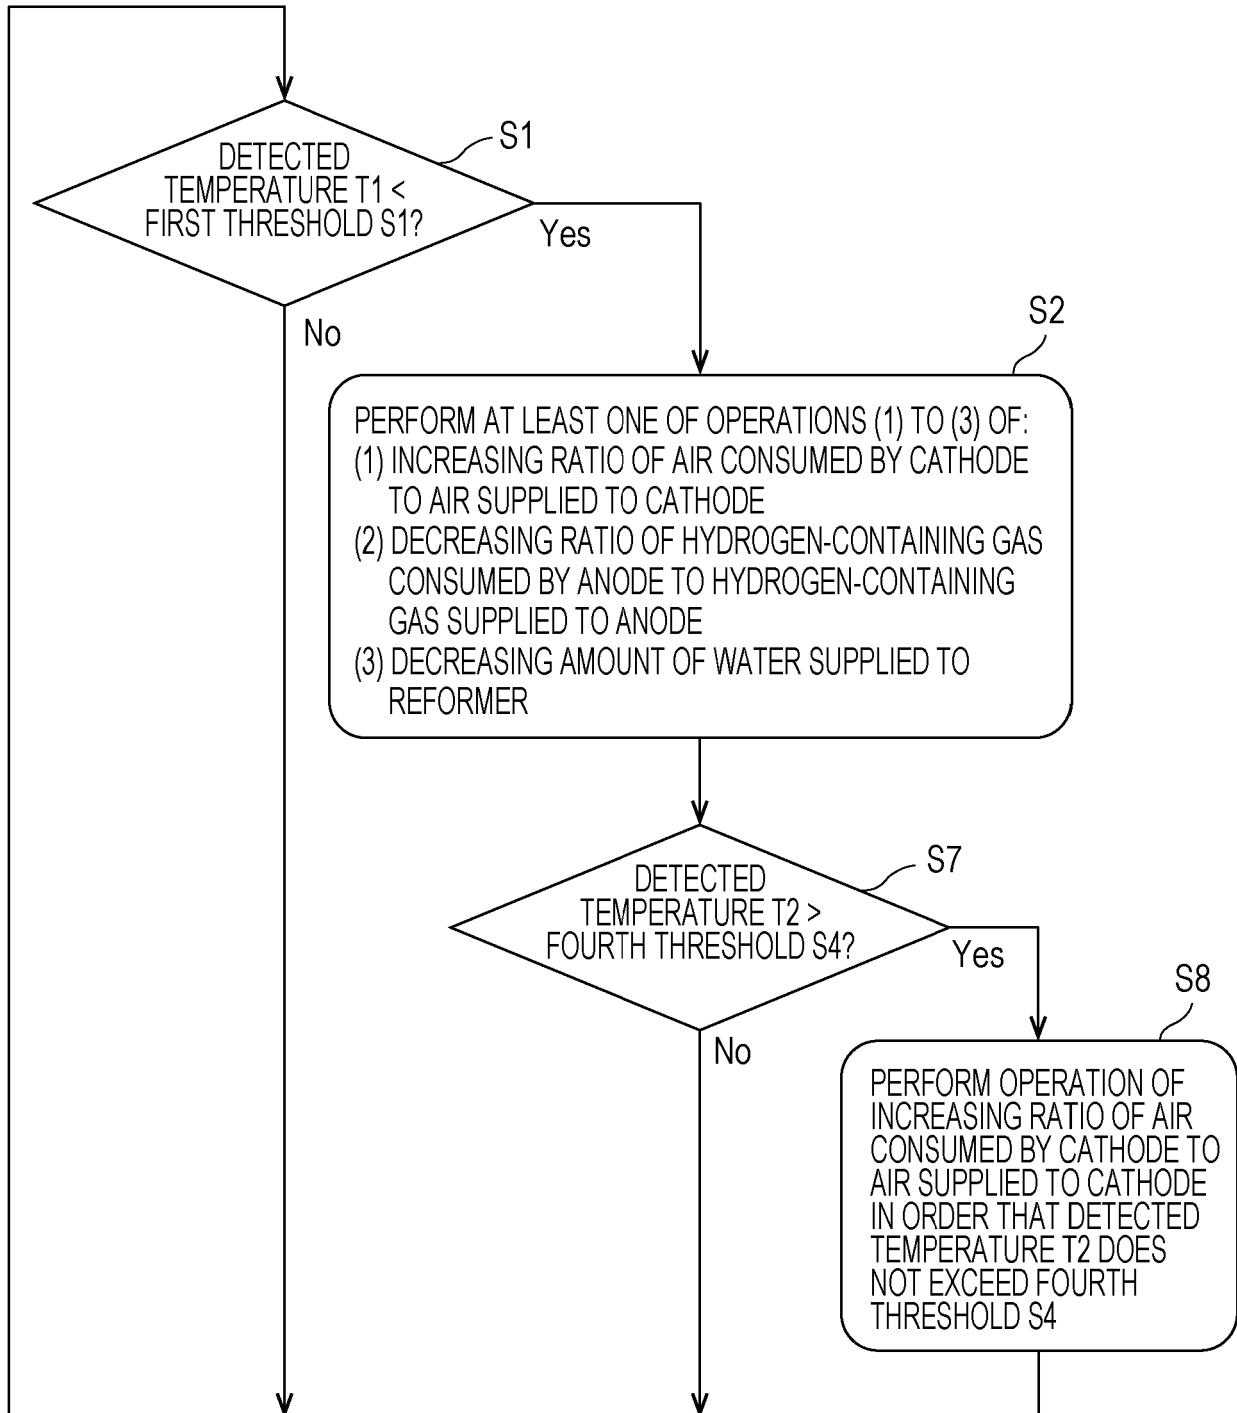 S1
DETECTED
TEMPERATURE T1 <
FIRST THRESHOLD S1?
Yes
No
S2
PERFORM AT LEAST ONE OF OPERATIONS (1) TO (3) OF:
(1) INCREASING RATIO OF AIR CONSUMED BY CATHODE
TO AIR SUPPLIED TO CATHODE
(2) DECREASING RATIO OF HYDROGEN-CONTAINING GAS
CONSUMED BY ANODE TO HYDROGEN-CONTAINING
GAS SUPPLIED TO ANODE
(3) DECREASING AMOUNT OF WATER SUPPLIED TO
REFORMER
S7
DETECTED
TEMPERATURE T2 >
FOURTH THRESHOLD S4?
Yes
No
S8
PERFORM OPERATION OF
INCREASING RATIO OF AIR
CONSUMED BY CATHODE TO
AIR SUPPLIED TO CATHODE
IN ORDER THAT DETECTED
TEMPERATURE T2 DOES
NOT EXCEED FOURTH
THRESHOLD S4